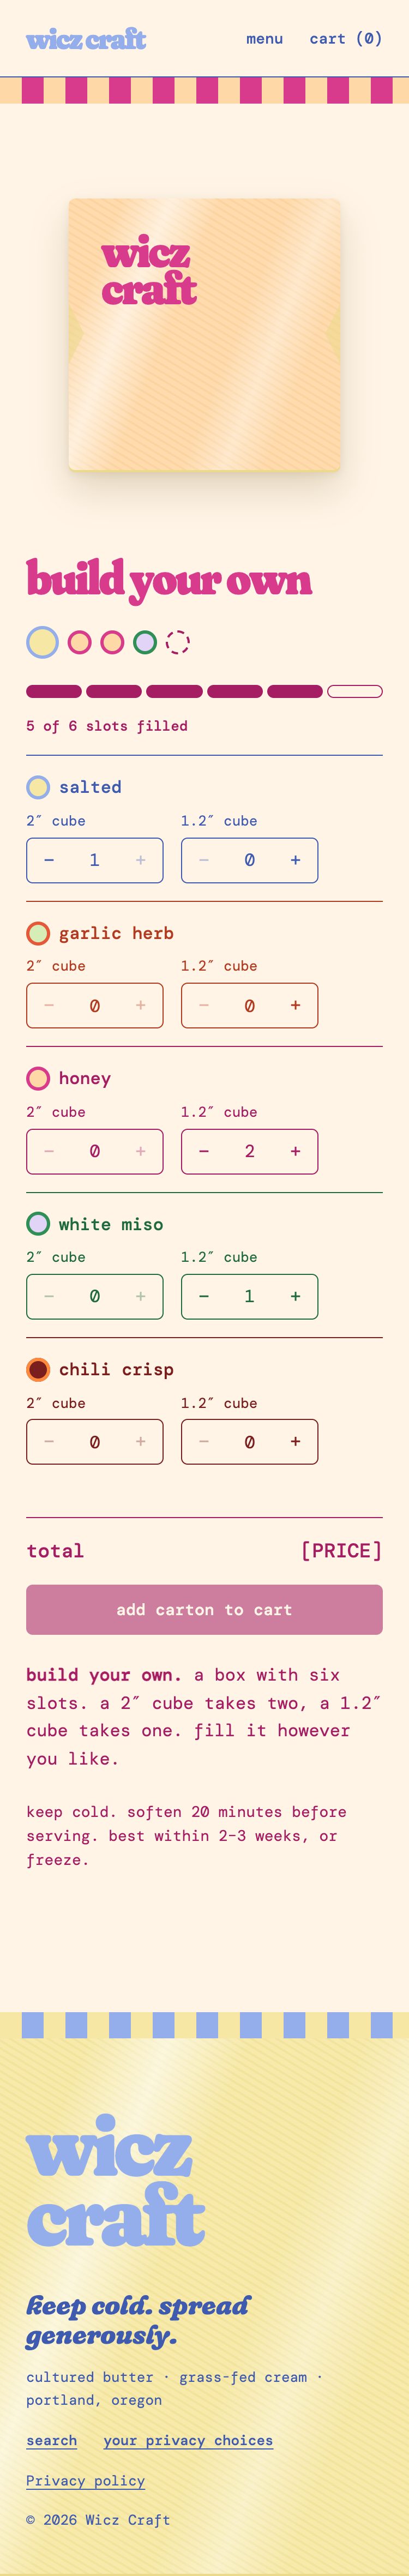 wicz craft
menu cart (0)
wicz
craft
build your own
5 of 6 slots filled
salted
2″ cube 1.2″ cube
− 1 + − 0 +
garlic herb
2″ cube 1.2″ cube
− 0 + − 0 +
honey
2″ cube 1.2″ cube
− 0 + − 2 +
white miso
2″ cube 1.2″ cube
− 0 + − 1 +
chili crisp
2″ cube 1.2″ cube
− 0 + − 0 +
total [PRICE]
add carton to cart
build your own. a box with six
slots. a 2″ cube takes two, a 1.2″
cube takes one. fill it however
you like.
keep cold. soften 20 minutes before
serving. best within 2–3 weeks, or
freeze.
wicz
craft
keep cold. spread
generously.
cultured butter · grass-fed cream ·
portland, oregon
search your privacy choices
Privacy policy
© 2026 Wicz Craft